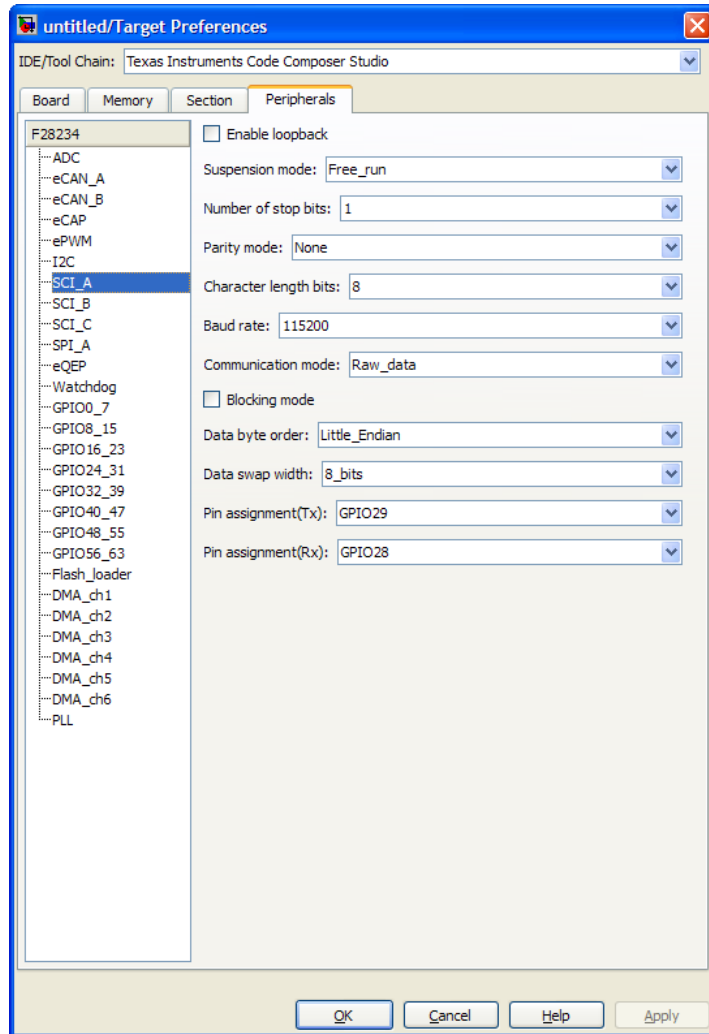 untitled/Target Preferences
IDE/Tool Chain: Texas Instruments Code Composer Studio
Board Memory Section Peripherals
F28234
ADC
eCAN_A
eCAN_B
eCAP
ePWM
I2C
SCI_A
SCI_B
SCI_C
SPI_A
eQEP
Watchdog
GPIO0_7
GPIO8_15
GPIO16_23
GPIO24_31
GPIO32_39
GPIO40_47
GPIO48_55
GPIO56_63
Flash_loader
DMA_ch1
DMA_ch2
DMA_ch3
DMA_ch4
DMA_ch5
DMA_ch6
PLL
Enable loopback
Suspension mode: Free_run
Number of stop bits: 1
Parity mode: None
Character length bits: 8
Baud rate: 115200
Communication mode: Raw_data
Blocking mode
Data byte order: Little_Endian
Data swap width: 8_bits
Pin assignment(Tx): GPIO29
Pin assignment(Rx): GPIO28
OK Cancel Help Apply